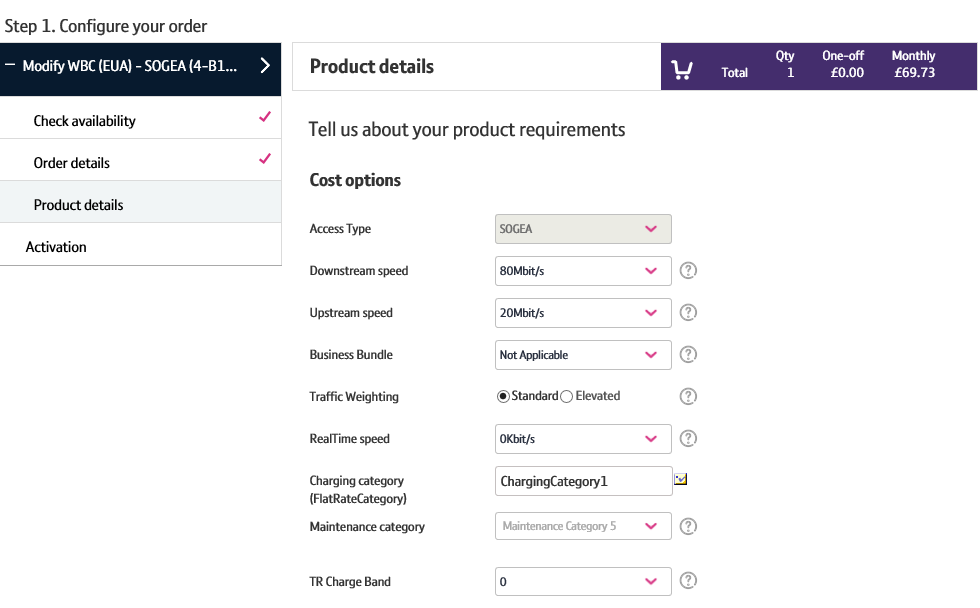 Step 1. Configure your order
Modify WBC (EUA) - SOGEA (4-B1...
Check availability
Order details
Product details
Activation
Product details
Qty One-off Monthly
Total 1 £0.00 £69.73
Tell us about your product requirements
Cost options
Access Type SOGEA
Downstream speed 80Mbit/s ?
Upstream speed 20Mbit/s ?
Business Bundle Not Applicable ?
Traffic Weighting Standard Elevated ?
RealTime speed 0Kbit/s ?
Charging category ChargingCategory1
(FlatRateCategory)
Maintenance category Maintenance Category 5 ?
TR Charge Band 0 ?